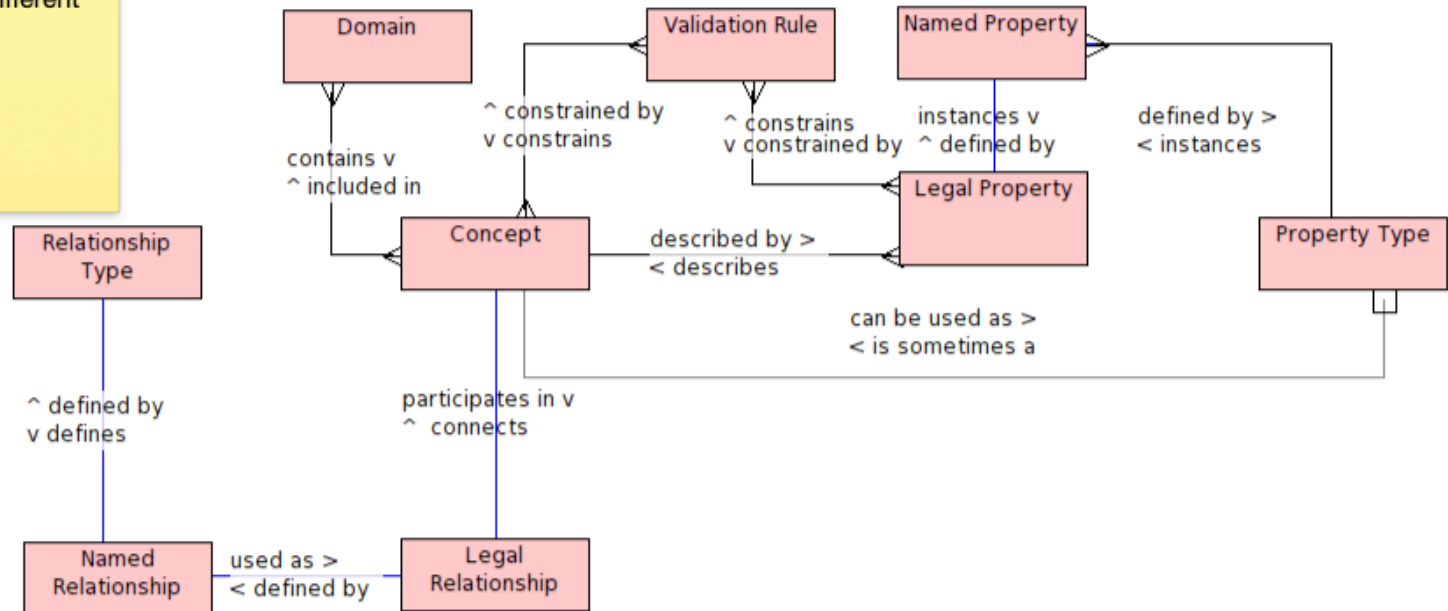 different
Domain
Validation Rule
Named Property
^ constrained by
v constrains
^ constrains
v constrained by
instances v
^ defined by
defined by >
< instances
contains v
^ included in
Legal Property
Relationship
Type
Concept
described by >
< describes
Property Type
can be used as >
< is sometimes a
^ defined by
v defines
participates in v
^ connects
Named
Relationship
used as >
< defined by
Legal
Relationship